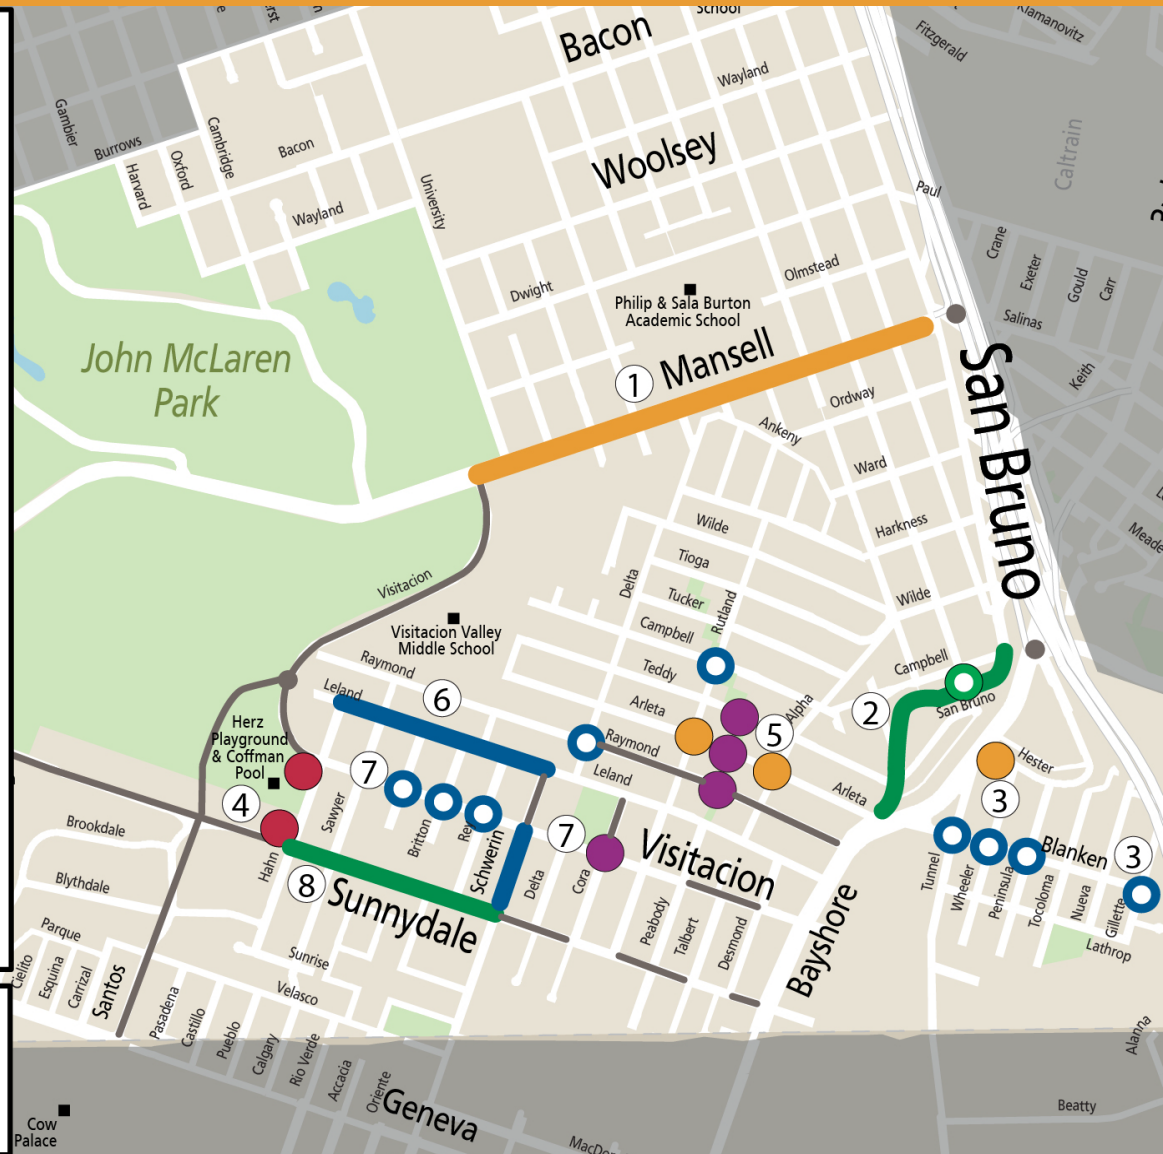 School
Bacon
Klamanovitz
Fitzgerald
Wayland
Gambier
Burrows
Cambridge
Bacon
Harvard
Oxford
University
Woolsey
Caltrain
Wayland
Paul
Crane
Exeter
Gould
Carr
Dwight
Olmstead
Philip & Sala Burton
Academic School
Salinas
John McLaren
Park
1
Mansell
San Bruno
Keith
Ordway
Ankeny
Ward
Harkness
Meade
Wilde
Tioga
Delta
Tucker
Rutland
Wilde
Visitacion
Campbell
Visitacion Valley
Middle School
Raymond
Teddy
Campbell
Leland
6
Arleta
Alpha
2
San Bruno
Herz
Playground
& Coffman
Pool
Raymond
5
Hester
7
Leland
Arleta
3
4
Sawyer
Britton
Schwerin
7
Visitacion
Blanken
3
Brookdale
Hahn
8
Delta
Cora
Tunnel
Wheeler
Peninsula
Tocoloma
Nueva
Gillette
Blythdale
Sunnydale
Peabody
Talbert
Desmond
Bayshore
Lathrop
Parque
Sunrise
Cielito
Esquina
Carrizal
Santos
Velasco
Pasadena
Castillo
Pueblo
Calgary
Rio Verde
Accacia
Oriente
Alanna
Geneva
Beatty
Cow
Palace